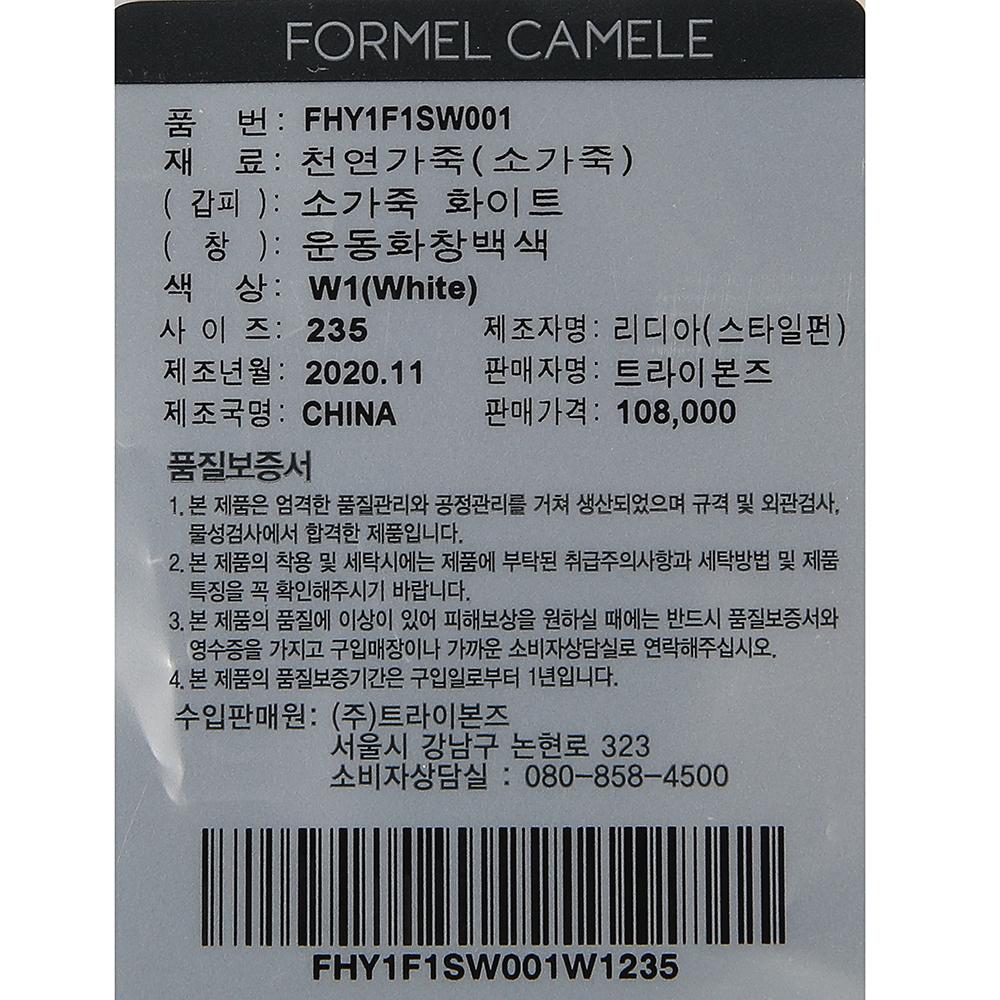 FORMEL CAMELE
품 번: FHY1F1SW001
재 료: 천연가죽(소가죽)
( 갑피 ): 소가죽 화이트
( 창 ): 운동화창백색
색 상: W1(White)
사 이 즈: 235 제조자명: 리디아(스타일펀)
제조년월: 2020.11 판매자명: 트라이본즈
제조국명: CHINA 판매가격: 108,000
품질보증서
1. 본 제품은 엄격한 품질관리와 공정관리를 거쳐 생산되었으며 규격 및 외관검사,
물성검사에서 합격한 제품입니다.
2. 본 제품의 착용 및 세탁시에는 제품에 부탁된 취급주의사항과 세탁방법 및 제품
특징을 꼭 확인해주시기 바랍니다.
3. 본 제품의 품질에 이상이 있어 피해보상을 원하실 때에는 반드시 품질보증서와
영수증을 가지고 구입매장이나 가까운 소비자상담실로 연락해주십시오.
4. 본 제품의 품질보증기간은 구입일로부터 1년입니다.
수입판매원: (주)트라이본즈
서울시 강남구 논현로 323
소비자상담실 : 080-858-4500
FHY1F1SW001W1235